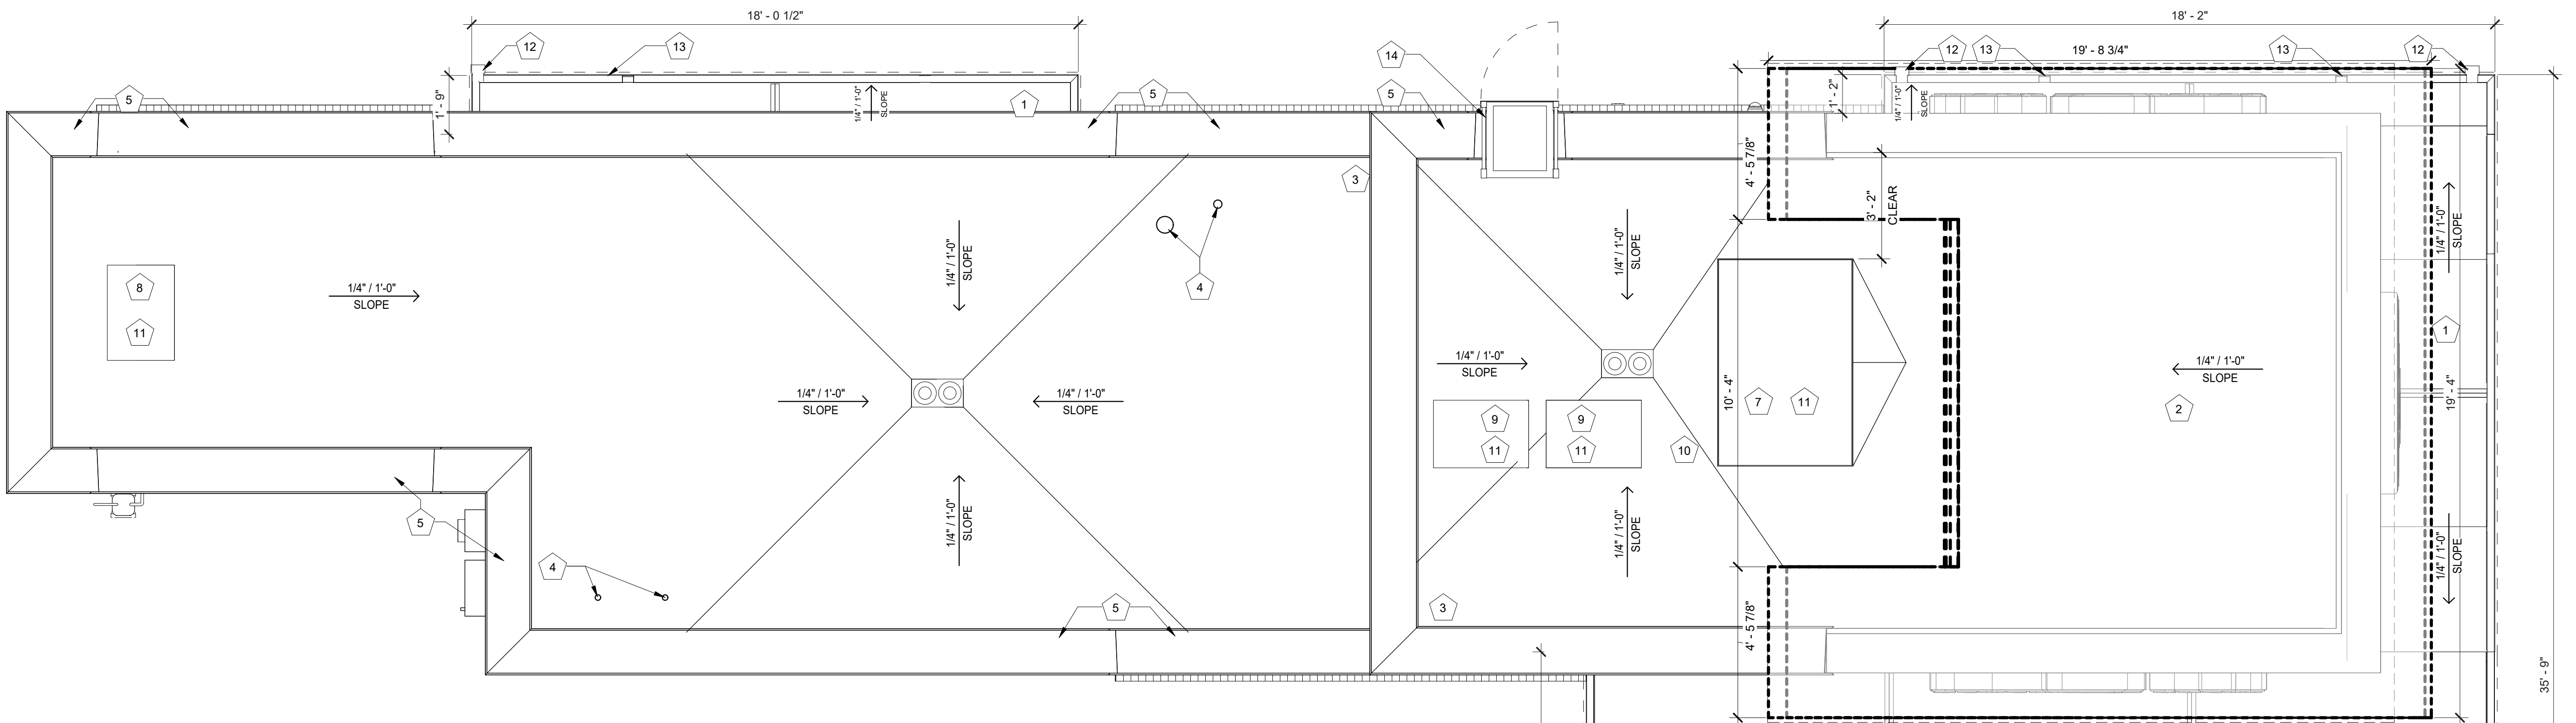 18' - 0 1/2"
18' - 2"
12
13
14
12
13
19' - 8 3/4"
13
12
5
1' - 9"
1/4" / 1'-0"
SLOPE
1
5
5
1' - 2"
1/4" / 1'-0"
SLOPE
4' - 5 7/8"
3
3' - 2"
CLEAR
1/4" / 1'-0"
SLOPE
1/4" / 1'-0"
SLOPE
1/4" / 1'-0"
SLOPE
8
11
1/4" / 1'-0"
SLOPE
4
1
1/4" / 1'-0"
SLOPE
1/4" / 1'-0"
SLOPE
1/4" / 1'-0"
SLOPE
1/4" / 1'-0"
SLOPE
10' - 4"
7
11
2
19' - 4"
9
11
9
11
10
5
1/4" / 1'-0"
SLOPE
1/4" / 1'-0"
SLOPE
1/4" / 1'-0"
SLOPE
4
5
3
4' - 5 7/8"
35' - 9"